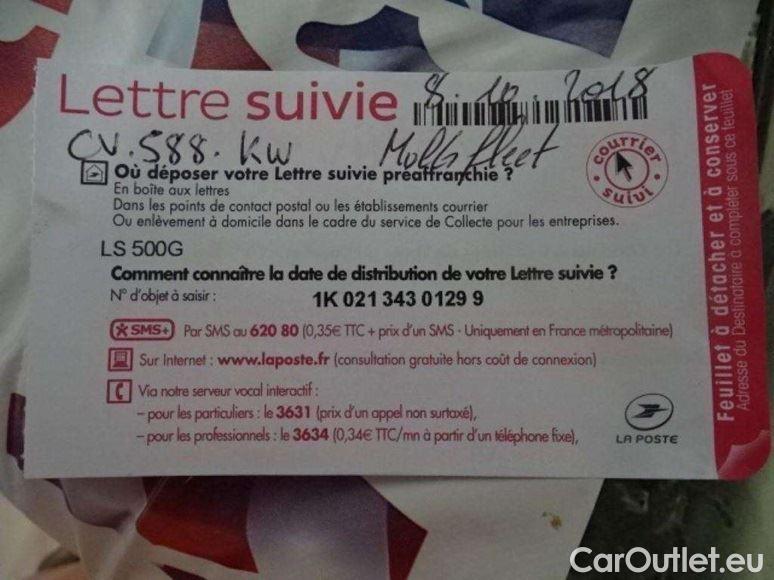 Lettre suivie
8.10.2018
CV.588.KW
courrier suivi
Où déposer votre Lettre suivie préaffranchie ?
En boîte aux lettres
Dans les points de contact postal ou les établissements courrier
Ou enlèvement à domicile dans le cadre du service de Collecte pour les entreprises.
LS 500G
Comment connaître la date de distribution de votre Lettre suivie ?
N° d'objet à saisir : 1K 021 343 0129 9
SMS+ Par SMS au 620 80 (0,35€ TTC + prix d'un SMS - Uniquement en France métropolitaine)
Sur Internet : www.laposte.fr (consultation gratuite hors coût de connexion)
Via notre serveur vocal interactif :
– pour les particuliers : le 3631 (prix d'un appel non surtaxé),
– pour les professionnels : le 3634 (0,34€ TTC/mn à partir d'un téléphone fixe),
LA POSTE
Feuillet à détacher et à conserver
Adresse du Destinataire à compléter sous ce feuillet
CarOutlet.eu